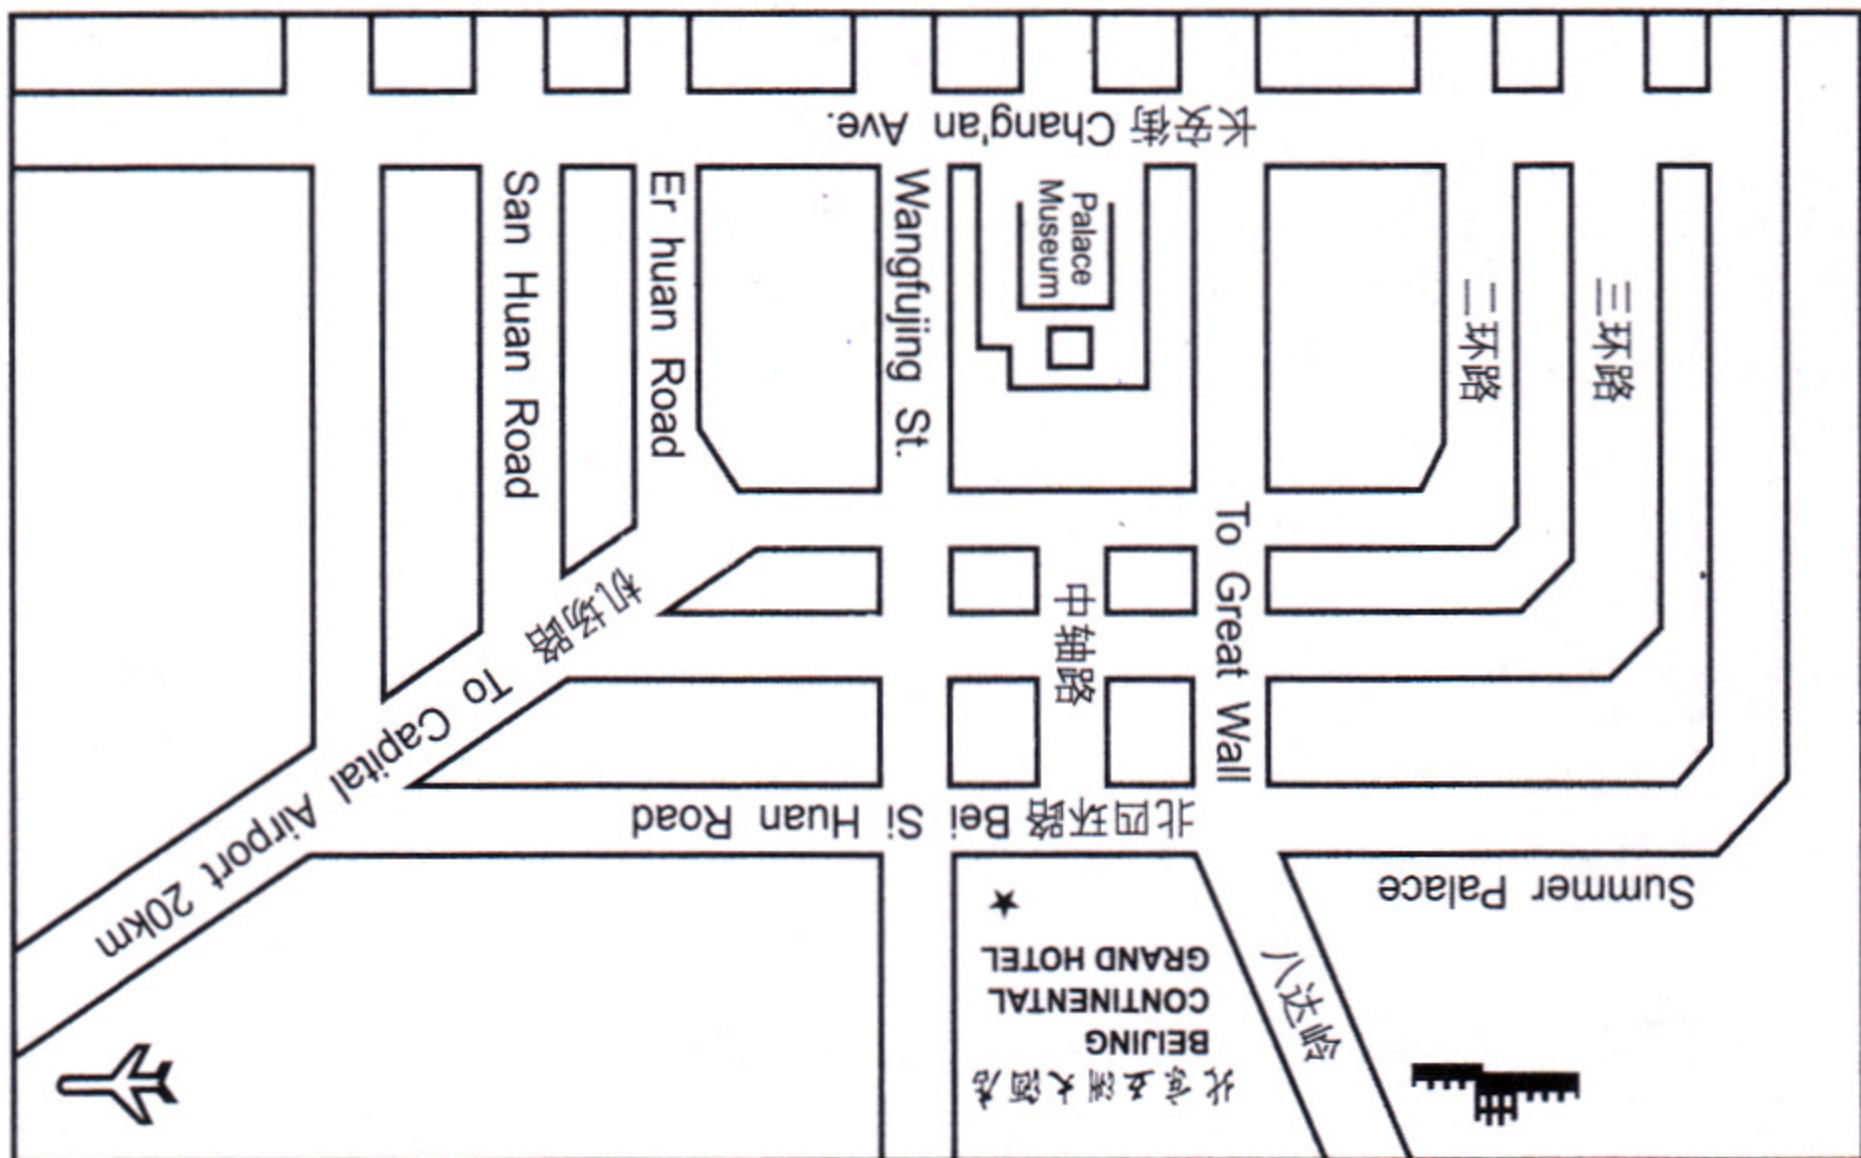 北京五洲大酒店
BEIJING
CONTINENTAL
GRAND HOTEL
八达岭
Summer Palace
北四环路 Bei Si Huan Road
To Capital Airport 20km
机场路
To Great Wall
中轴路
三环路
二环路
Palace
Museum
Wangfujing St.
Er huan Road
San Huan Road
长安街 Chang'an Ave.